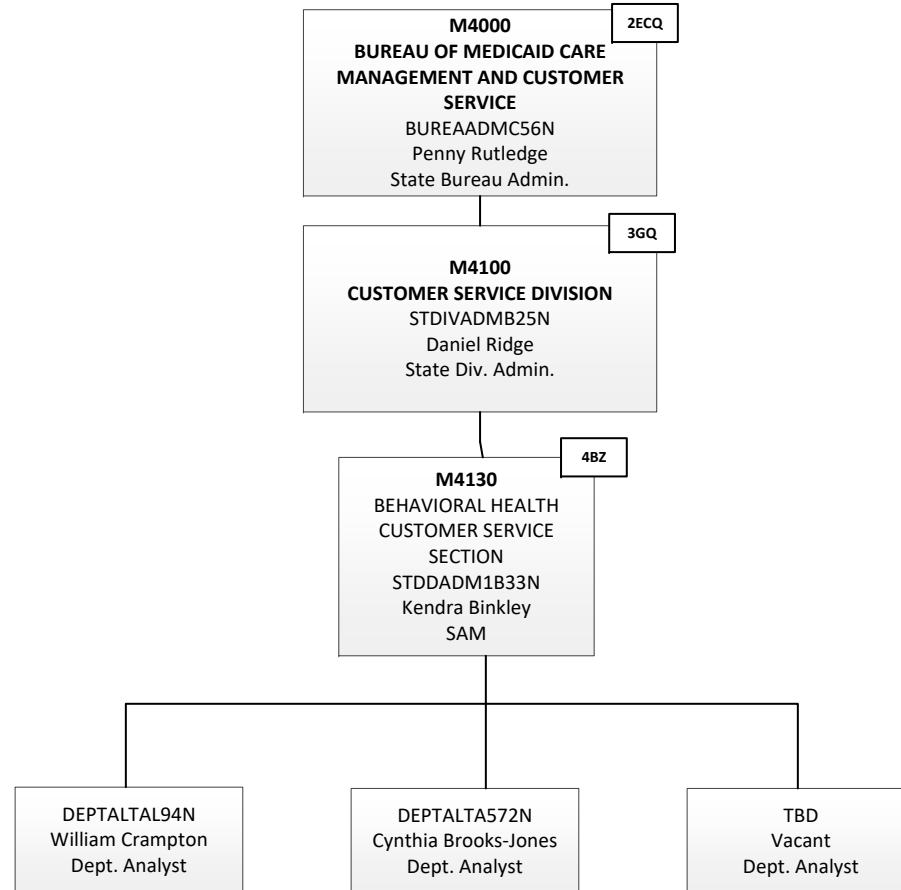 2ECQ
M4000
BUREAU OF MEDICAID CARE
MANAGEMENT AND CUSTOMER
SERVICE
BUREAADMC56N
Penny Rutledge
State Bureau Admin.
3GQ
M4100
CUSTOMER SERVICE DIVISION
STDIVADMB25N
Daniel Ridge
State Div. Admin.
4BZ
M4130
BEHAVIORAL HEALTH
CUSTOMER SERVICE
SECTION
STDDADM1B33N
Kendra Binkley
SAM
DEPTALTAL94N
William Crampton
Dept. Analyst
DEPTALTA572N
Cynthia Brooks-Jones
Dept. Analyst
TBD
Vacant
Dept. Analyst